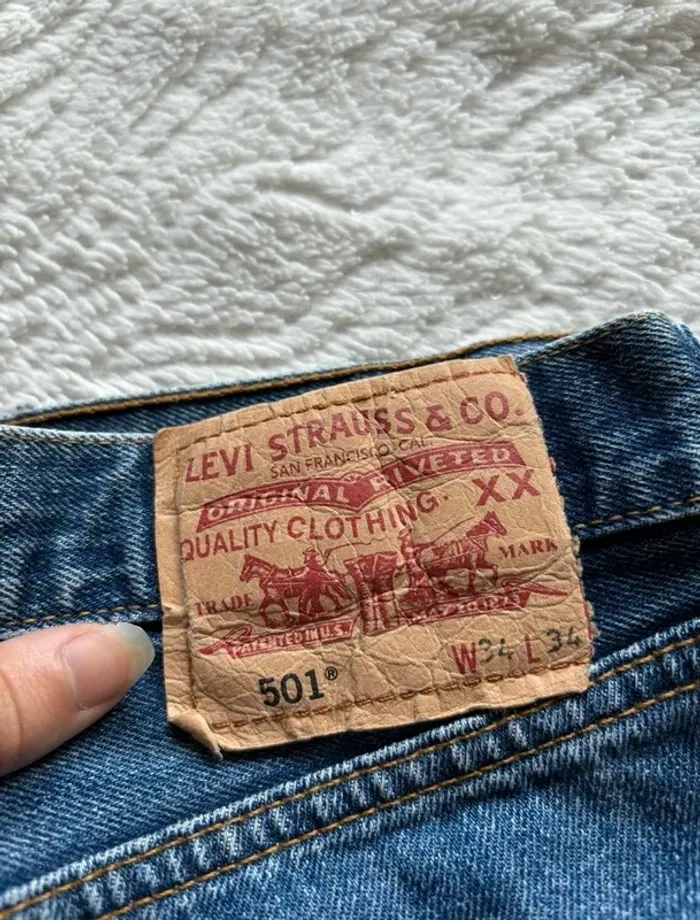 LEVI STRAUSS & CO.
SAN FRANCISCO, CAL.
ORIGINAL RIVETED
QUALITY CLOTHING. XX
TRADE MARK
PATENTED IN U.S.
501®
W34 L34